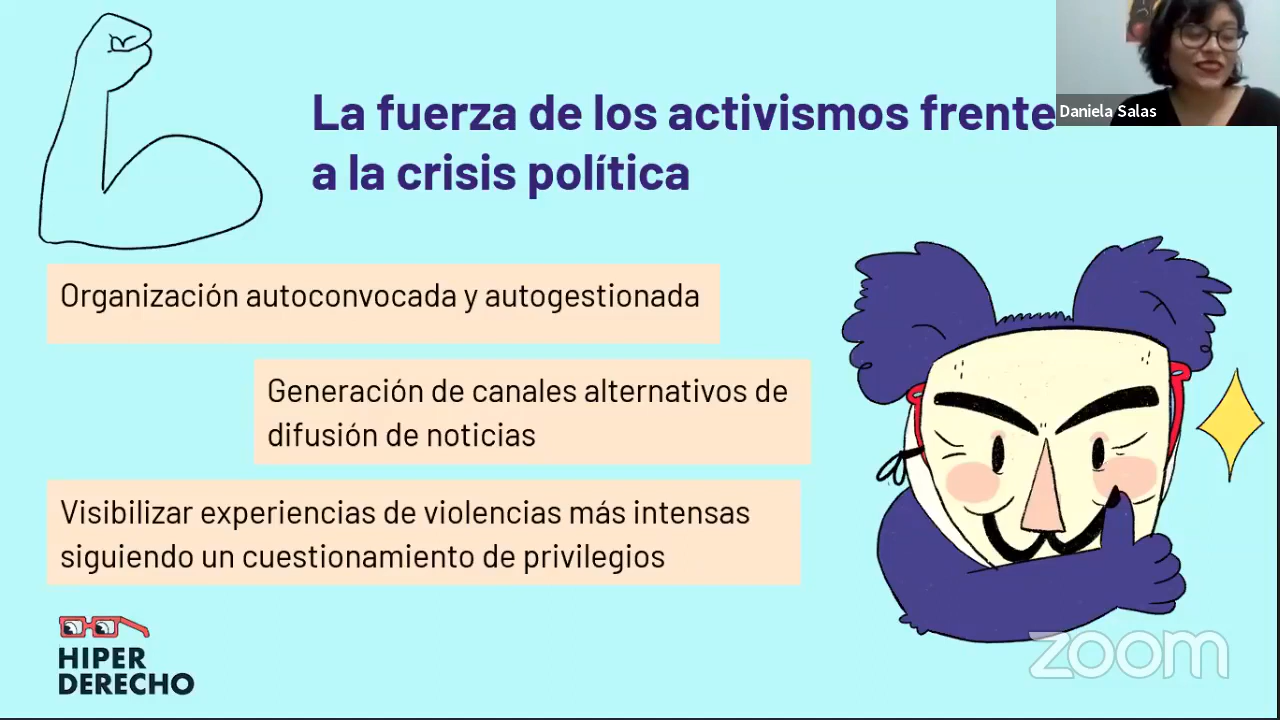 La fuerza de los activismos frente
a la crisis política
Daniela Salas
Organización autoconvocada y autogestionada
Generación de canales alternativos de
difusión de noticias
Visibilizar experiencias de violencias más intensas
siguiendo un cuestionamiento de privilegios
HIPER
DERECHO
zoom